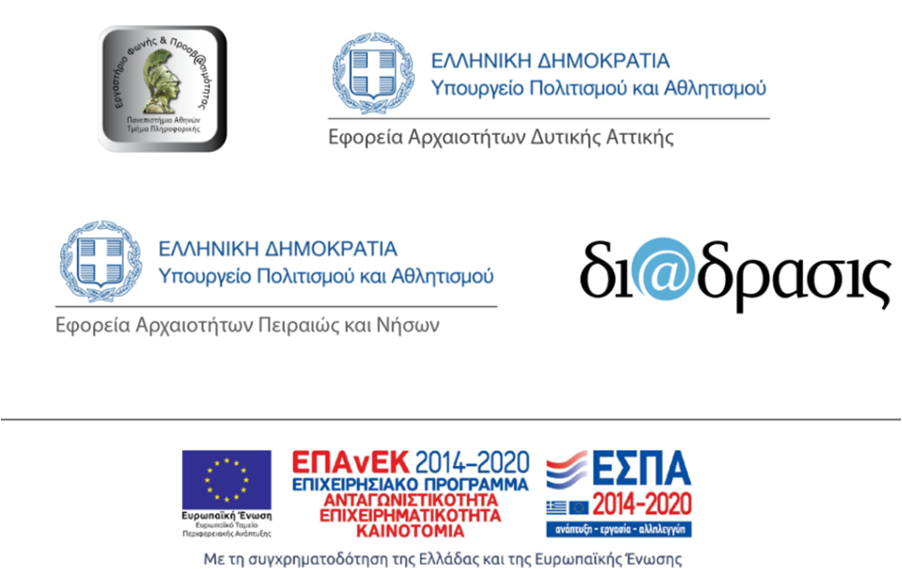 Εργαστήριο Φωνής & Προσβ@σιμότητας
Πανεπιστήμιο Αθηνών
Τμήμα Πληροφορικής
ΕΛΛΗΝΙΚΗ ΔΗΜΟΚΡΑΤΙΑ
Υπουργείο Πολιτισμού και Αθλητισμού
Εφορεία Αρχαιοτήτων Δυτικής Αττικής
ΕΛΛΗΝΙΚΗ ΔΗΜΟΚΡΑΤΙΑ
Υπουργείο Πολιτισμού και Αθλητισμού
Εφορεία Αρχαιοτήτων Πειραιώς και Νήσων
δι@δρασις
Ευρωπαϊκή Ένωση
Ευρωπαϊκό Ταμείο
Περιφερειακής Ανάπτυξης
ΕΠΑνΕΚ 2014–2020
ΕΠΙΧΕΙΡΗΣΙΑΚΟ ΠΡΟΓΡΑΜΜΑ
ΑΝΤΑΓΩΝΙΣΤΙΚΟΤΗΤΑ
ΕΠΙΧΕΙΡΗΜΑΤΙΚΟΤΗΤΑ
ΚΑΙΝΟΤΟΜΙΑ
ΕΣΠΑ
2014–2020
ανάπτυξη - εργασία - αλληλεγγύη
Με τη συγχρηματοδότηση της Ελλάδας και της Ευρωπαϊκής Ένωσης